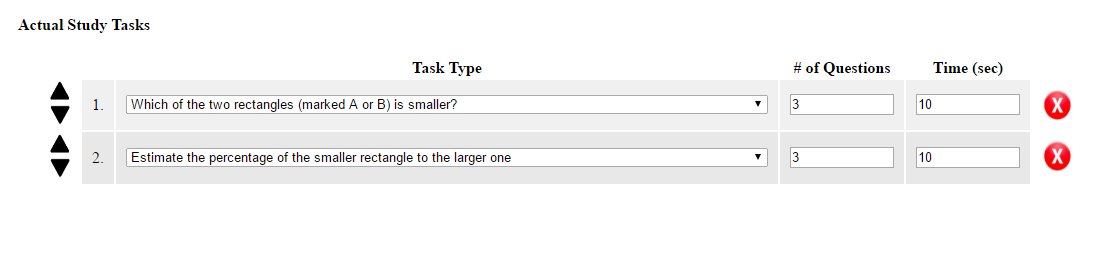 Actual Study Tasks
Task Type # of Questions Time (sec)
1. Which of the two rectangles (marked A or B) is smaller? 3 10 X
2. Estimate the percentage of the smaller rectangle to the larger one 3 10 X